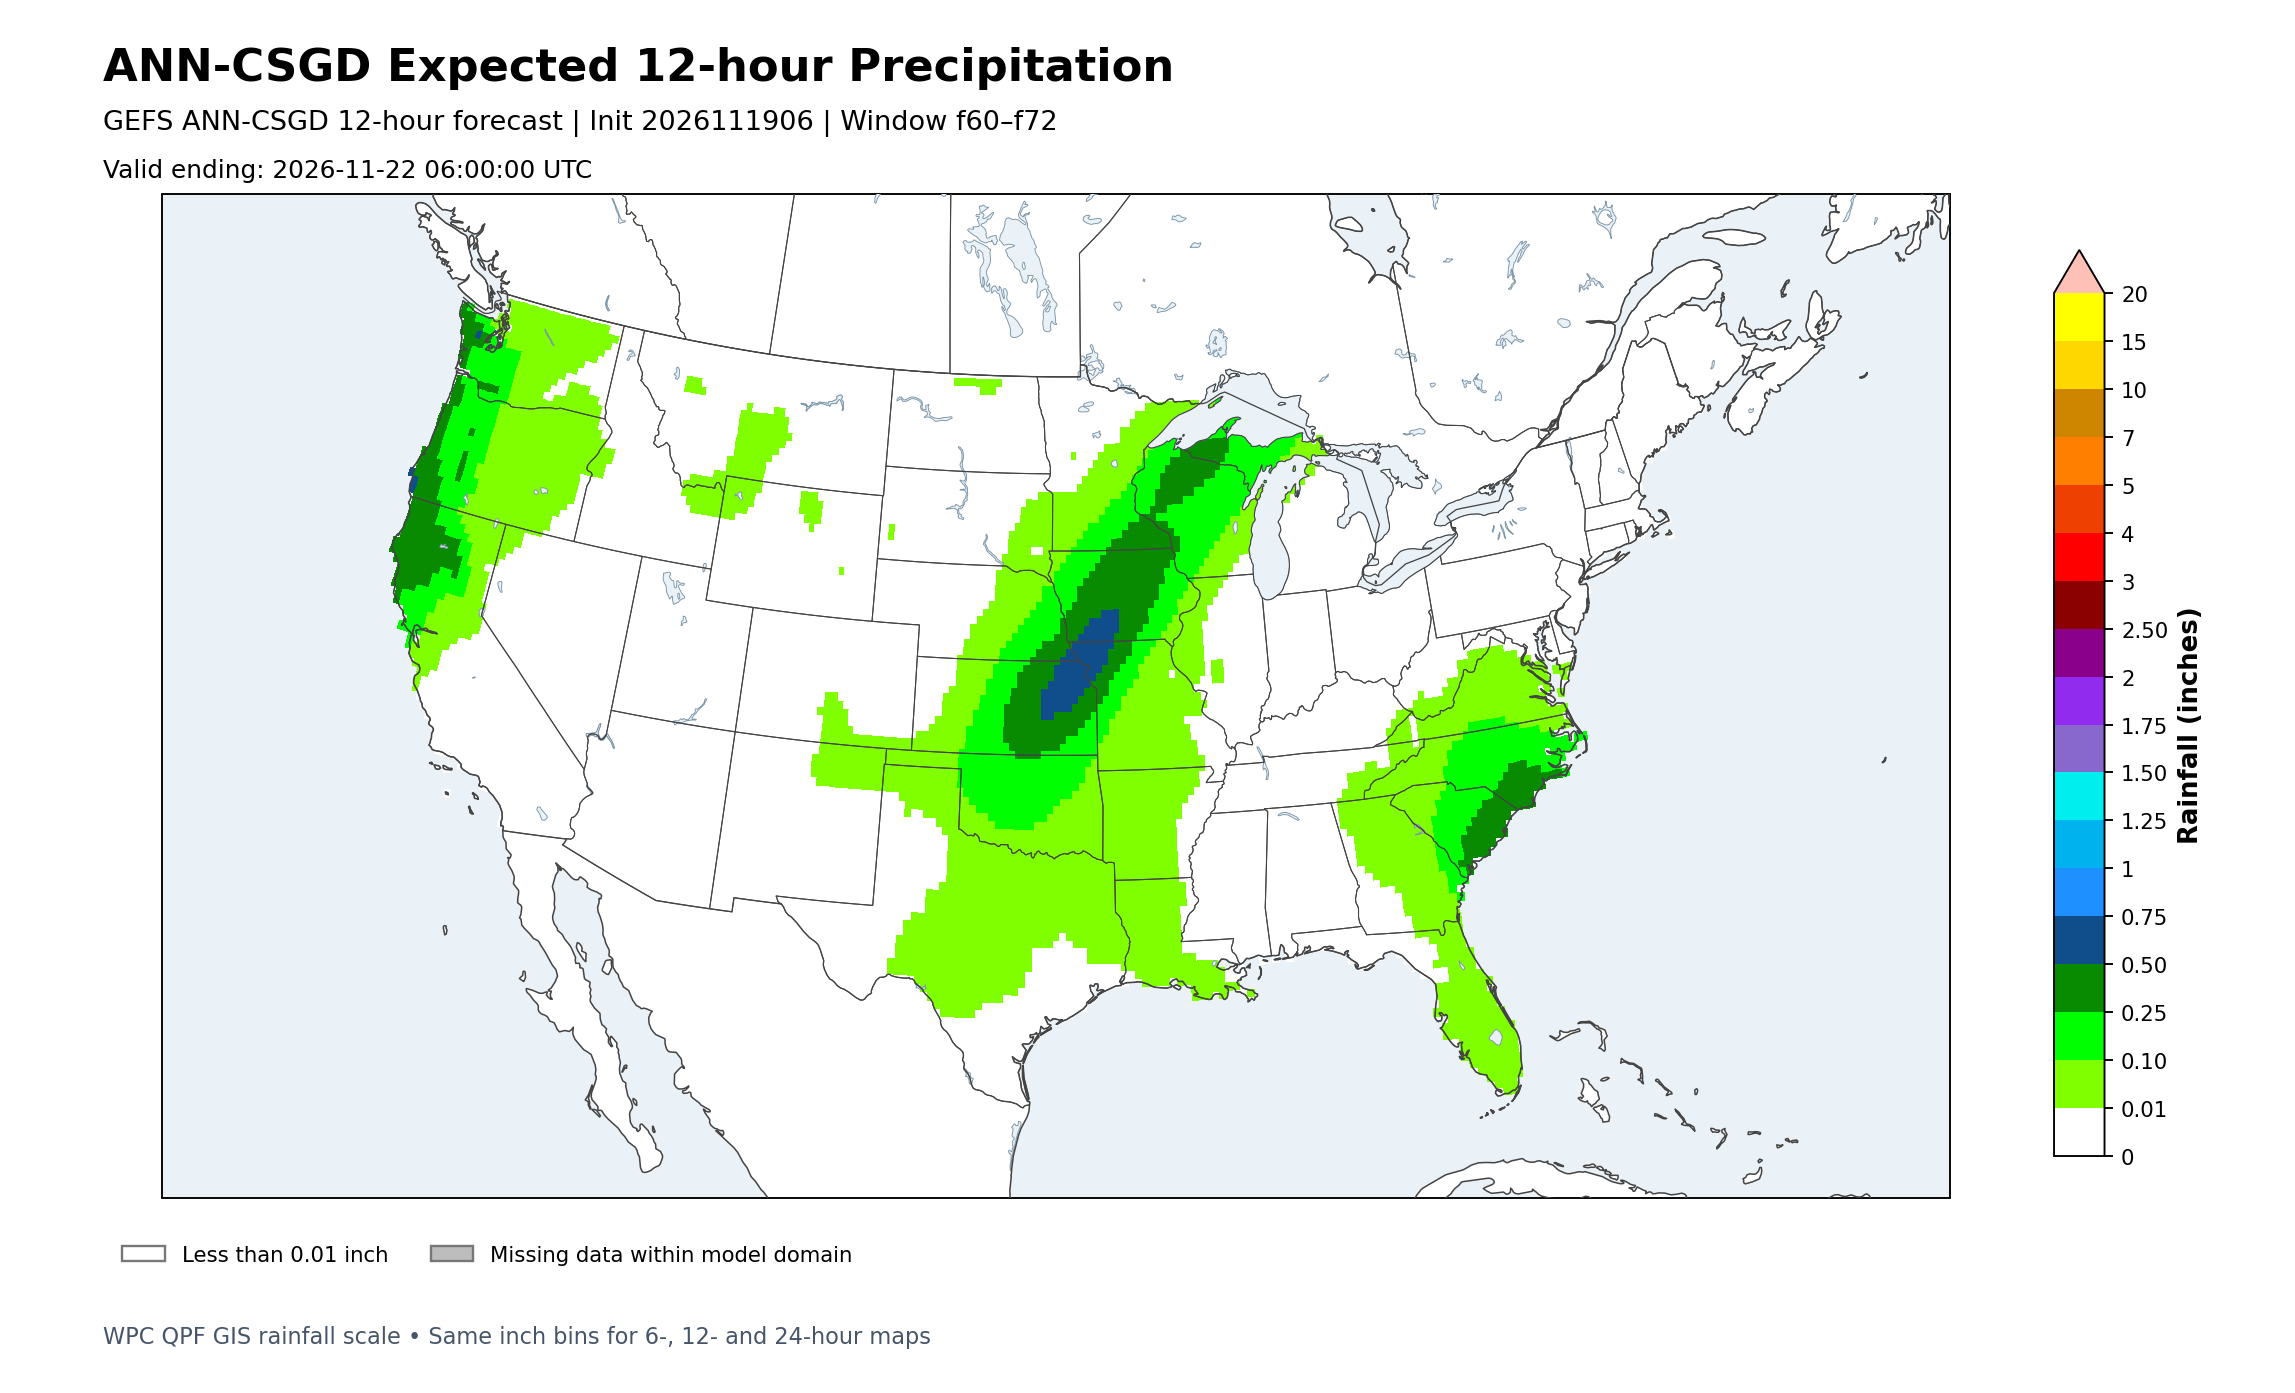 ANN-CSGD Expected 12-hour Precipitation
GEFS ANN-CSGD 12-hour forecast | Init 2026111906 | Window f60–f72
Valid ending: 2026-11-22 06:00:00 UTC
20
15
10
7
5
4
3
2.50
2
1.75
1.50
1.25
1
0.75
0.50
0.25
0.10
0.01
0
Rainfall (inches)
Less than 0.01 inch
Missing data within model domain
WPC QPF GIS rainfall scale • Same inch bins for 6-, 12- and 24-hour maps